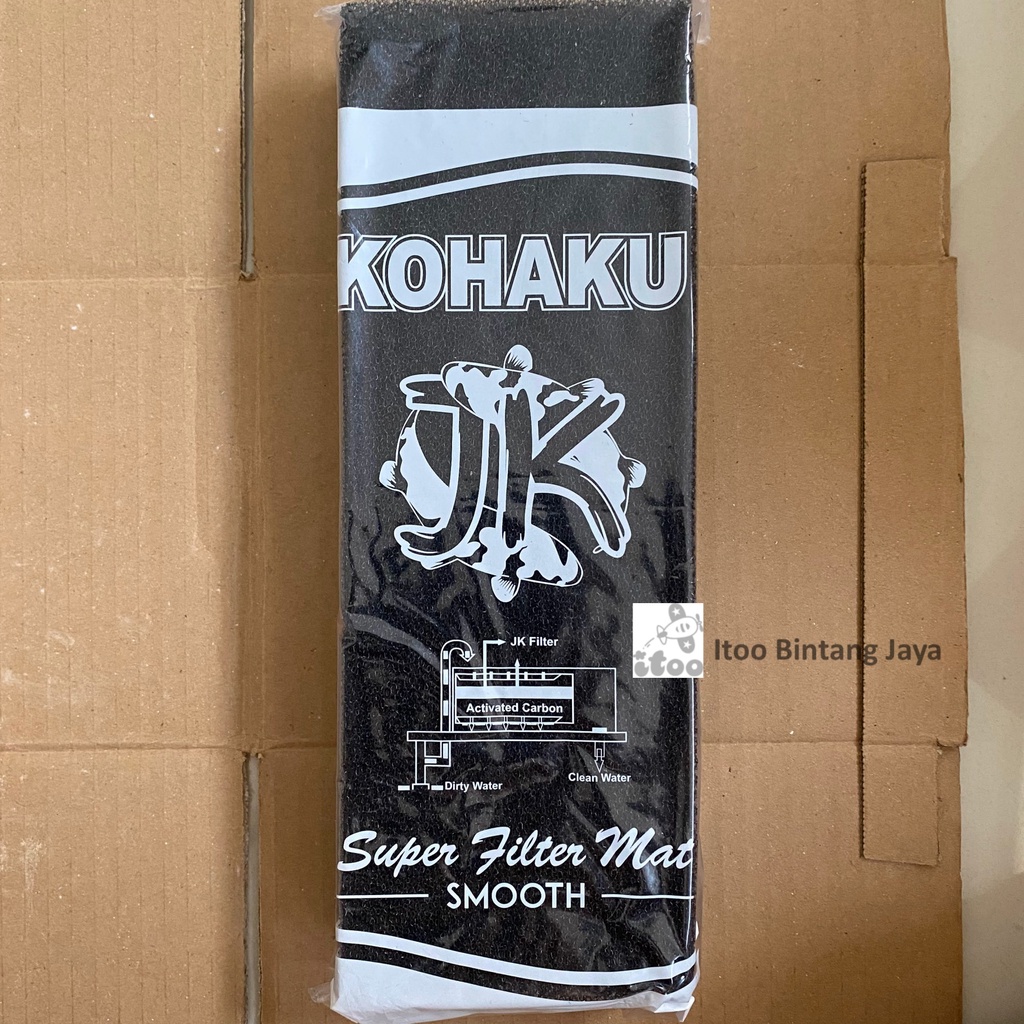 KOHAKU
JK
JK Filter
Activated Carbon
Dirty Water
Clean Water
Super Filter Mat
SMOOTH
itoo
Itoo Bintang Jaya